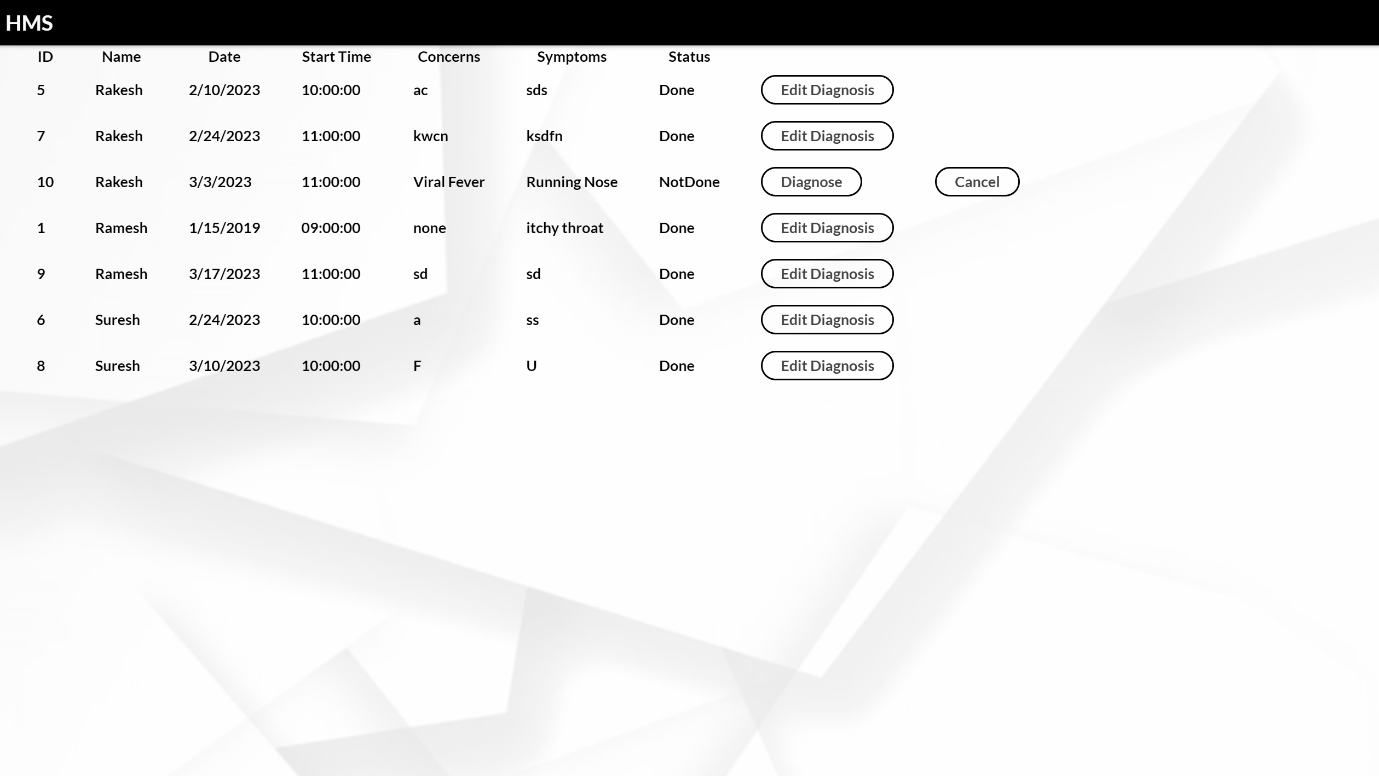 HMS
ID Name Date Start Time Concerns Symptoms Status
5 Rakesh 2/10/2023 10:00:00 ac sds Done Edit Diagnosis
7 Rakesh 2/24/2023 11:00:00 kwcn ksdfn Done Edit Diagnosis
10 Rakesh 3/3/2023 11:00:00 Viral Fever Running Nose NotDone Diagnose Cancel
1 Ramesh 1/15/2019 09:00:00 none itchy throat Done Edit Diagnosis
9 Ramesh 3/17/2023 11:00:00 sd sd Done Edit Diagnosis
6 Suresh 2/24/2023 10:00:00 a ss Done Edit Diagnosis
8 Suresh 3/10/2023 10:00:00 F U Done Edit Diagnosis